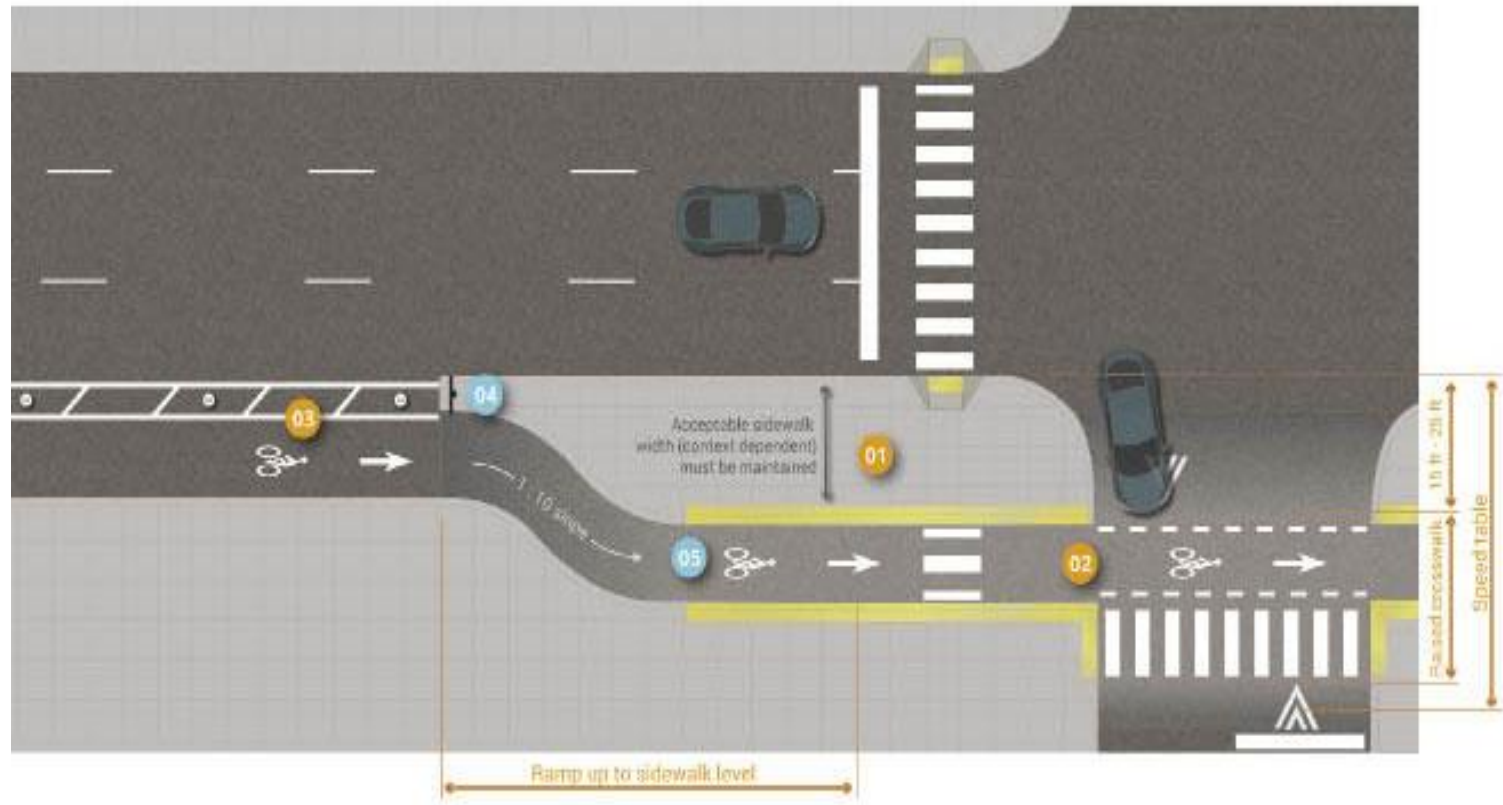 04
03
Acceptable sidewalk
width (context dependent)
must be maintained
01
1 : 10 slope
05
02
15 ft - 25 ft
Raised crosswalk
Speed table
Ramp up to sidewalk level